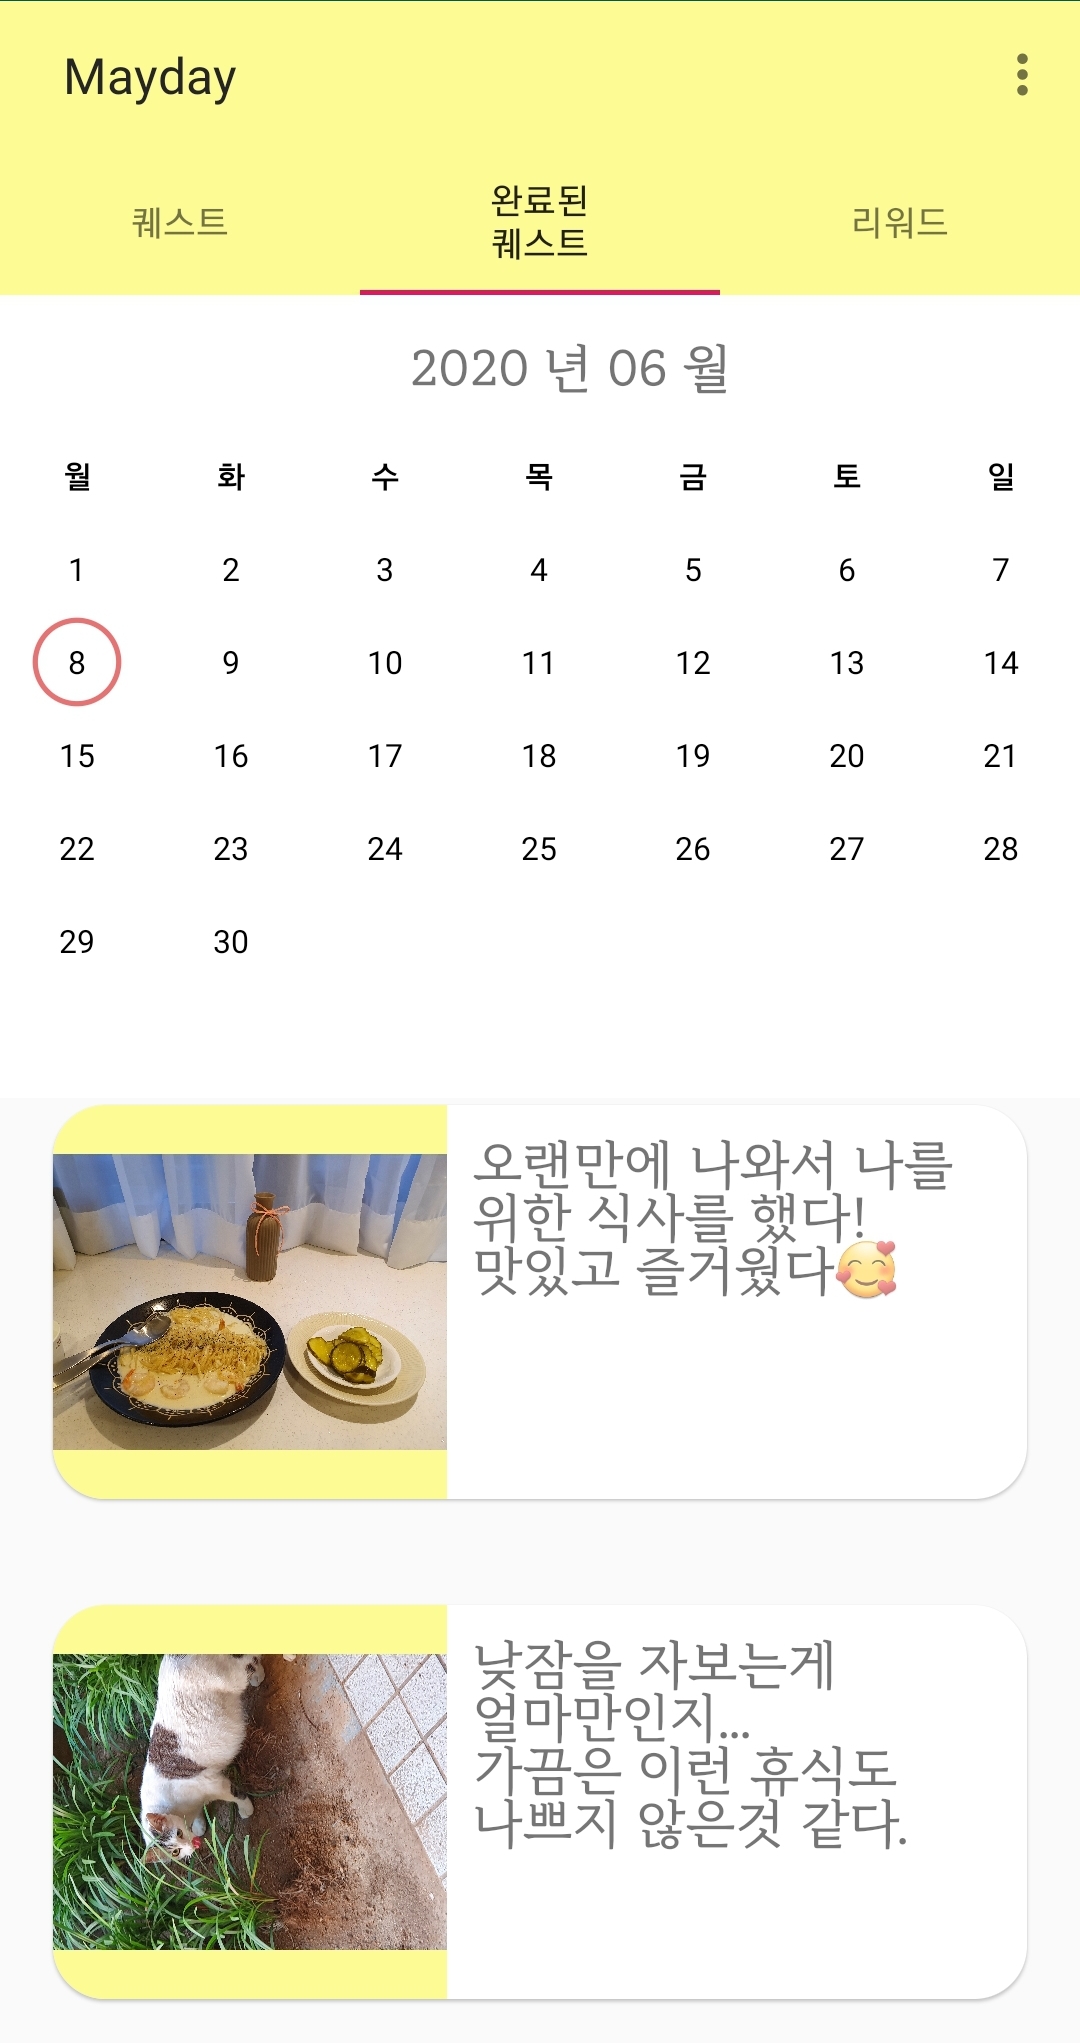 Mayday
퀘스트
완료된
퀘스트
리워드
2020 년 06 월
월 화 수 목 금 토 일
1 2 3 4 5 6 7
8 9 10 11 12 13 14
15 16 17 18 19 20 21
22 23 24 25 26 27 28
29 30
오랜만에 나와서 나를
위한 식사를 했다!
맛있고 즐거웠다🥰
낮잠을 자보는게
얼마만인지...
가끔은 이런 휴식도
나쁘지 않은것 같다.